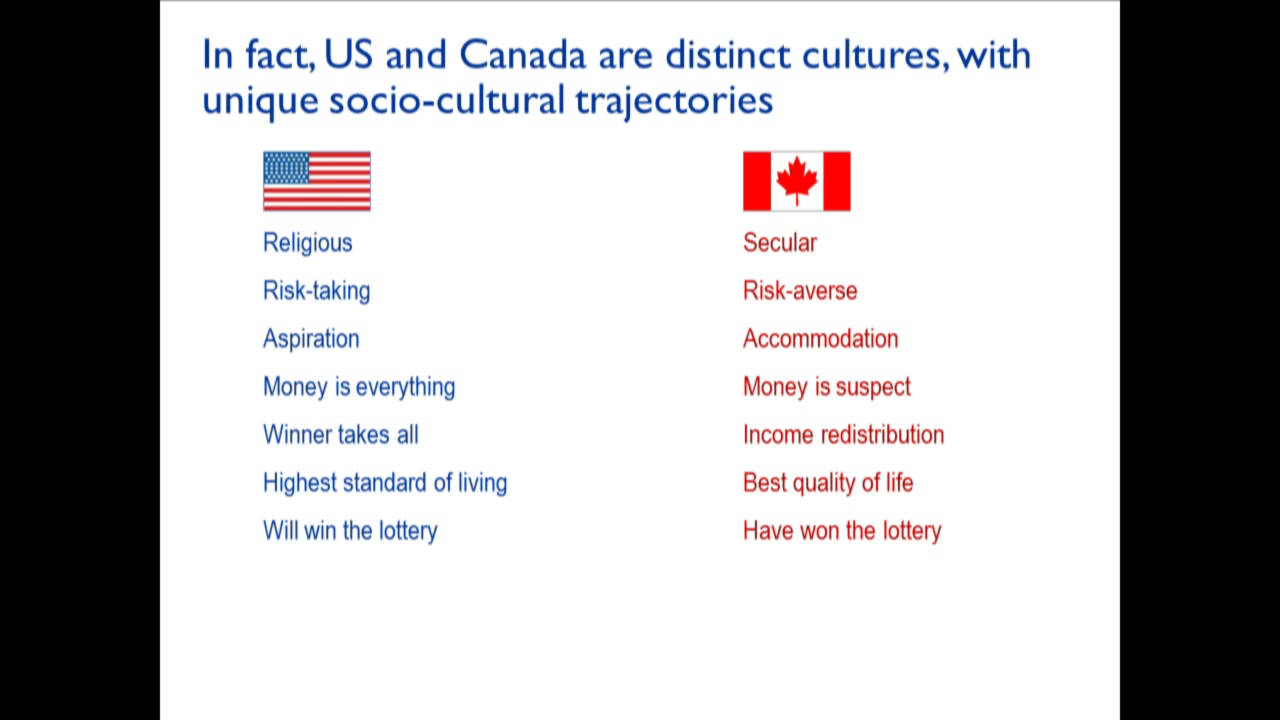 In fact, US and Canada are distinct cultures, with
unique socio-cultural trajectories
Religious
Secular
Risk-taking
Risk-averse
Aspiration
Accommodation
Money is everything
Money is suspect
Winner takes all
Income redistribution
Highest standard of living
Best quality of life
Will win the lottery
Have won the lottery